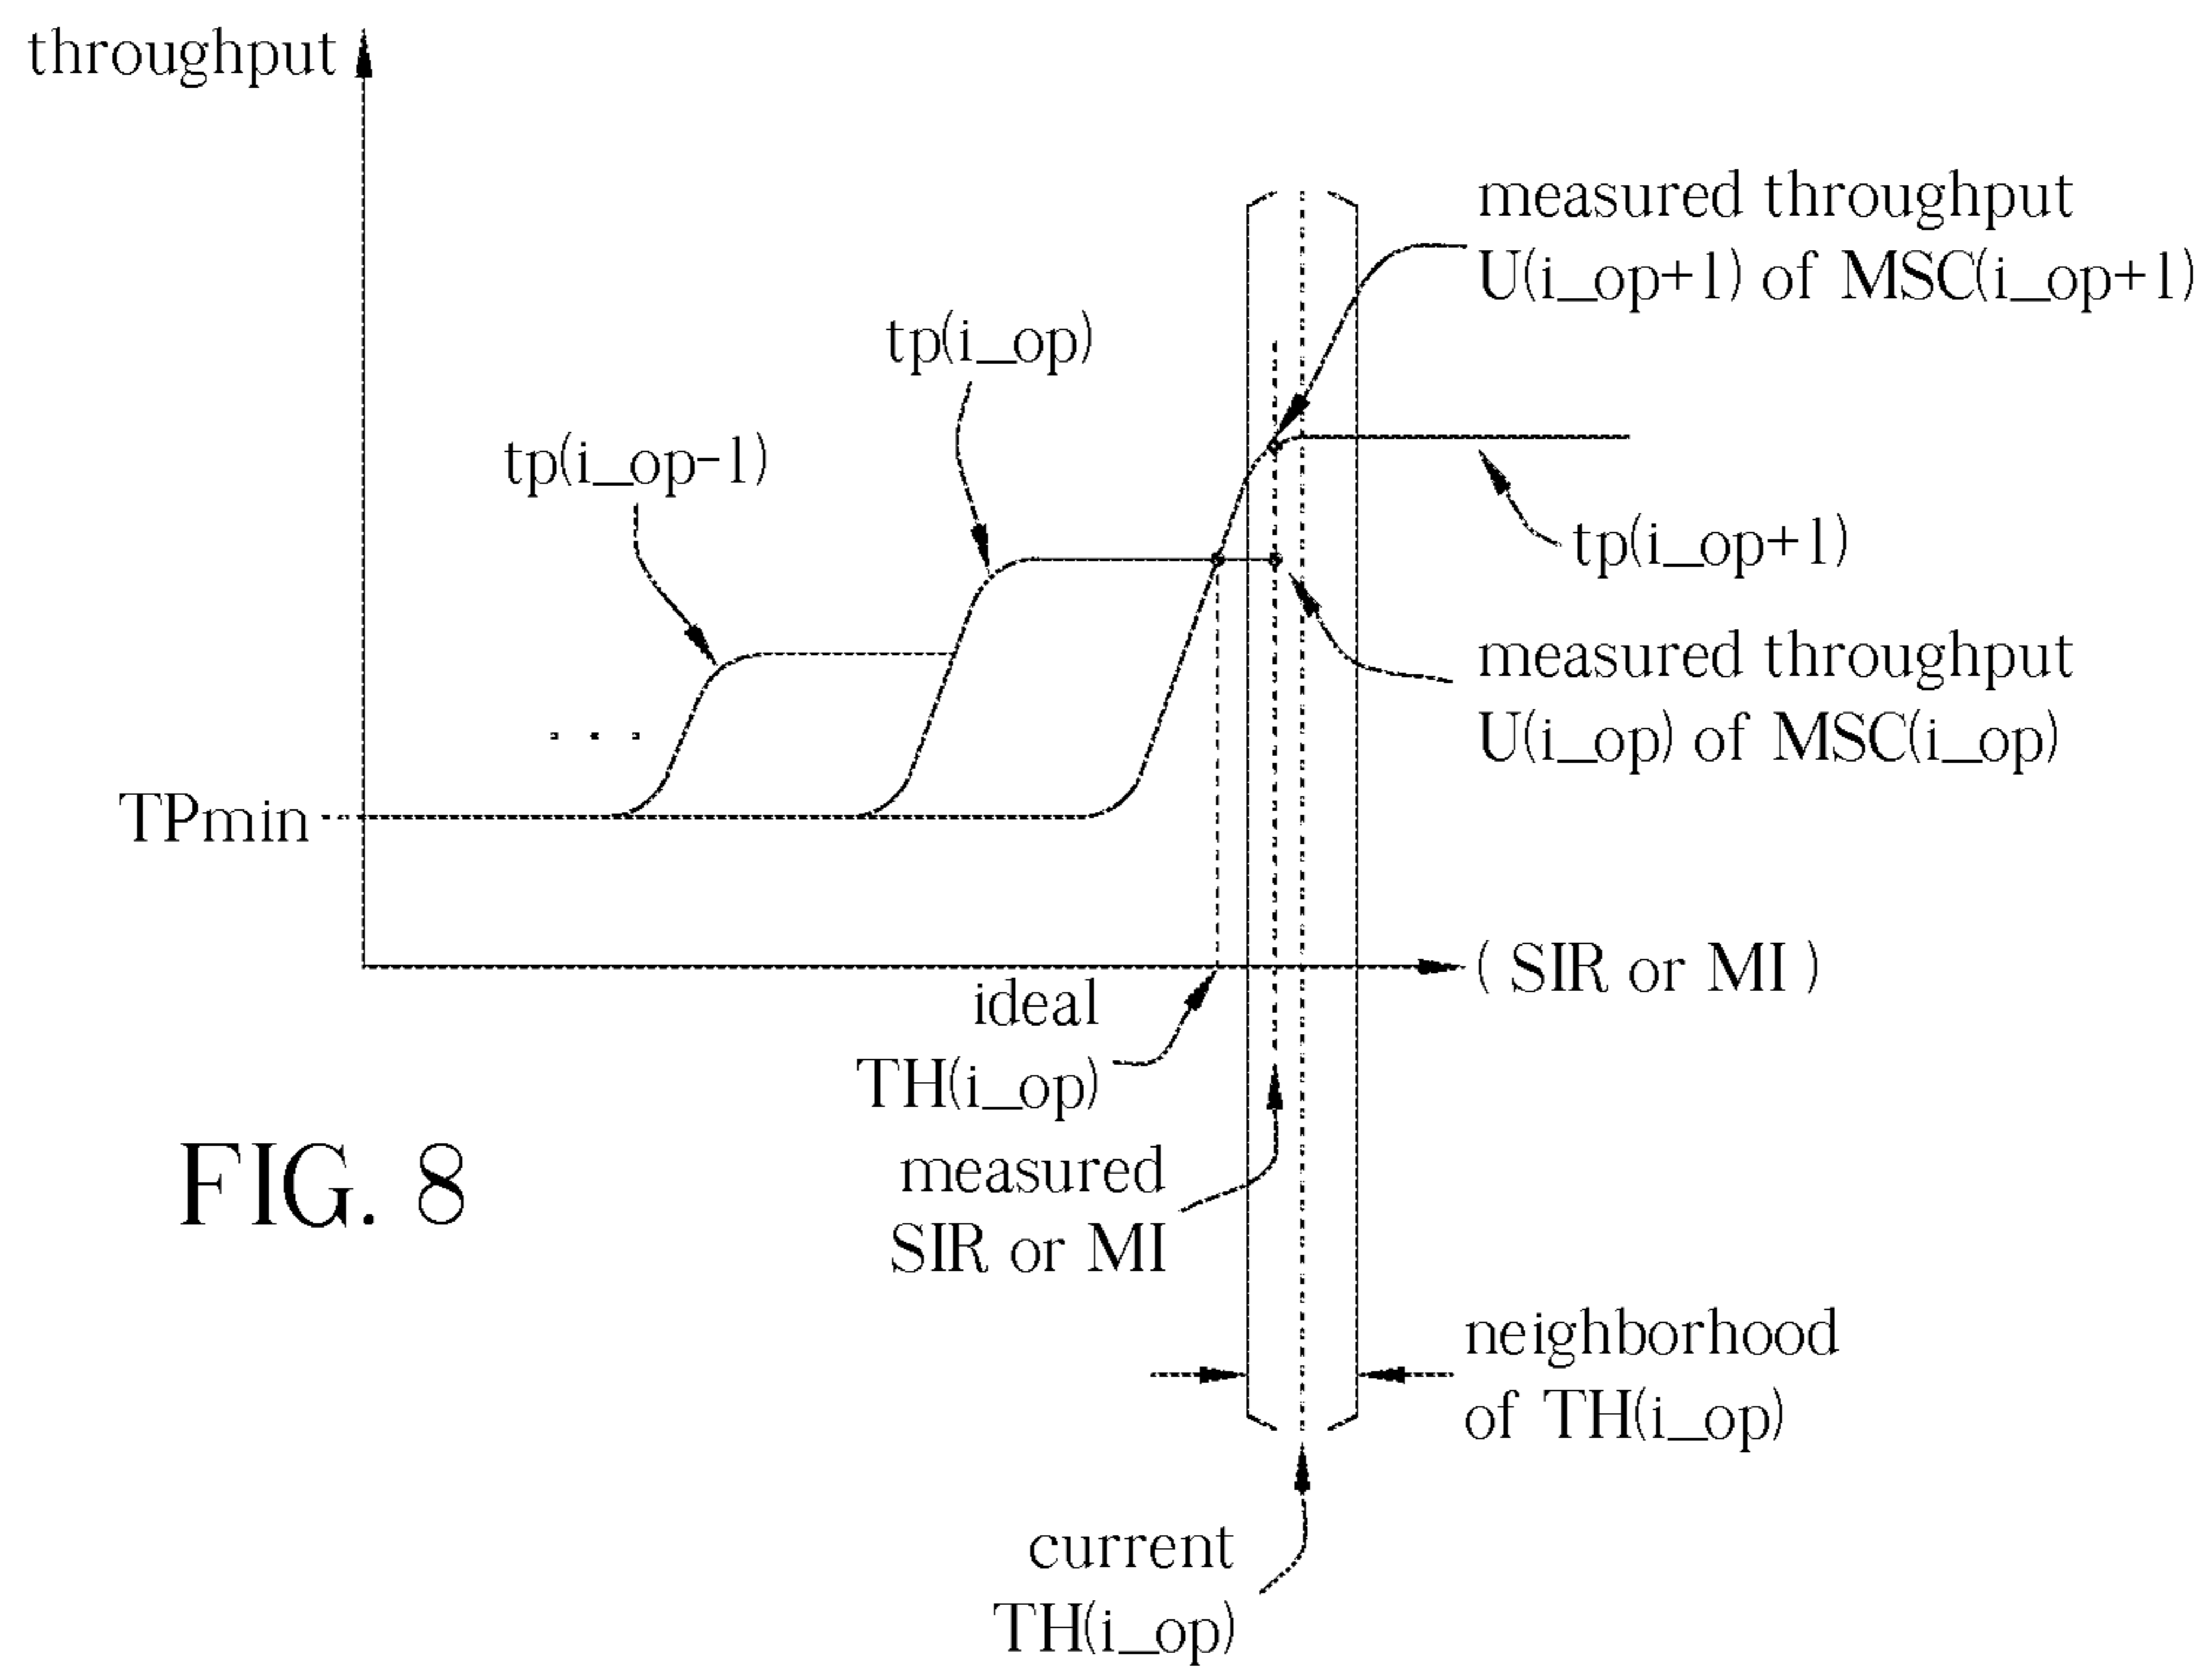 throughput
measured throughput
U(i_op+1) of MSC(i_op+1)
tp(i_op)
tp(i_op-1)
tp(i_op+1)
measured throughput
U(i_op) of MSC(i_op)
. . .
TPmin
( SIR or MI )
ideal
TH(i_op)
measured
SIR or MI
FIG. 8
neighborhood
of TH(i_op)
current
TH(i_op)